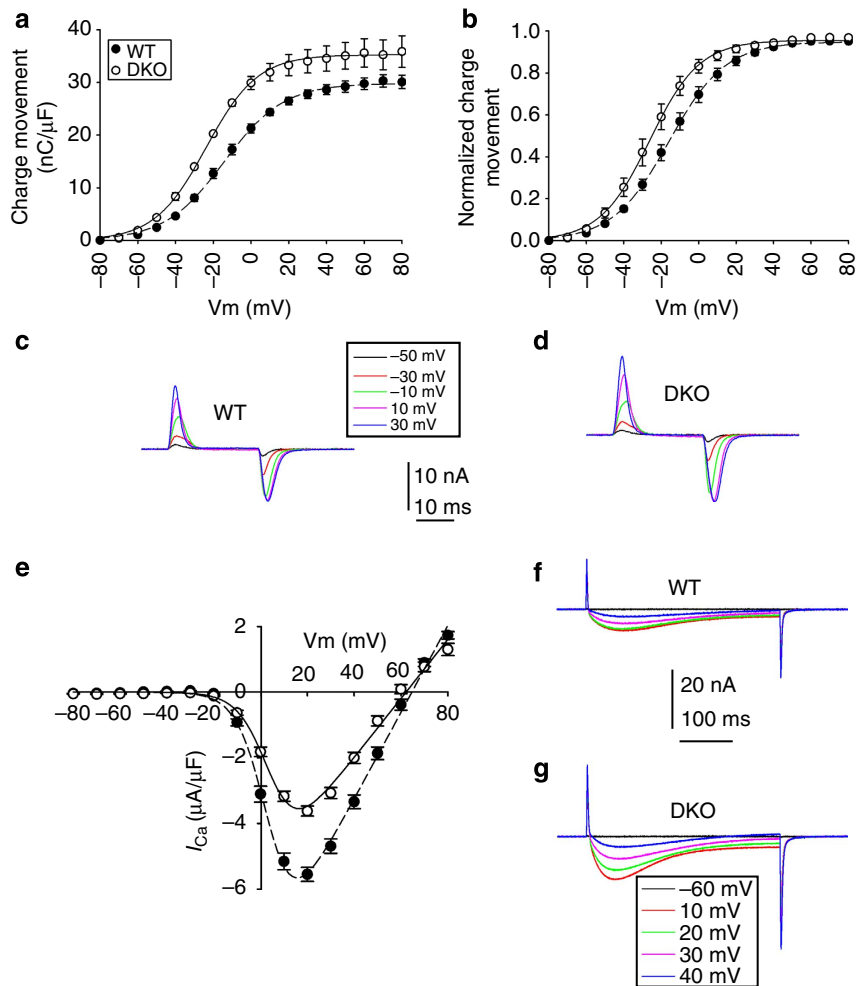 a
b
WT
DKO
Charge movement
(nC/μF)
40
30
20
10
0
−80
−60
−40
−20
0
20
40
60
80
Vm (mV)
Normalized charge
movement
1.0
0.8
0.6
0.4
0.2
0.0
−80
−60
−40
−20
0
20
40
60
80
Vm (mV)
c
WT
−50 mV
−30 mV
−10 mV
10 mV
30 mV
10 nA
10 ms
d
DKO
e
2
Vm (mV)
20
40
60
0
−80
−60
−40
−20
80
−2
−4
−6
ICa (μA/μF)
f
WT
20 nA
100 ms
g
DKO
−60 mV
10 mV
20 mV
30 mV
40 mV